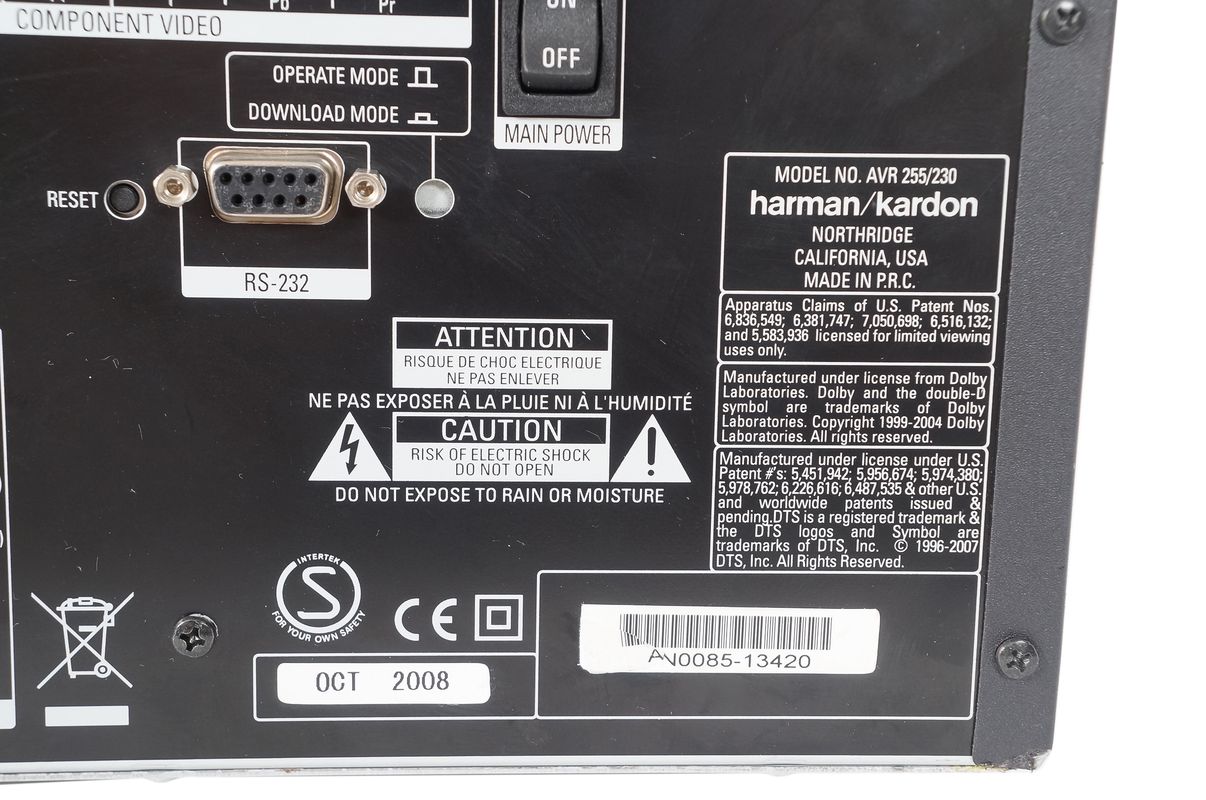 Pb
Pr
COMPONENT VIDEO
ON
OFF
MAIN POWER
OPERATE MODE
DOWNLOAD MODE
RESET
RS-232
MODEL NO. AVR 255/230
harman/kardon
NORTHRIDGE
CALIFORNIA, USA
MADE IN P.R.C.
Apparatus Claims of U.S. Patent Nos.
6,836,549; 6,381,747; 7,050,698; 6,516,132;
and 5,583,936 licensed for limited viewing
uses only.
Manufactured under license from Dolby
Laboratories. Dolby and the double-D
symbol are trademarks of Dolby
Laboratories. Copyright 1999-2004 Dolby
Laboratories. All rights reserved.
Manufactured under license under U.S.
Patent #'s: 5,451,942; 5,956,674; 5,974,380;
5,978,762; 6,226,616; 6,487,535 & other U.S.
and worldwide patents issued &
pending.DTS is a registered trademark &
the DTS logos and Symbol are
trademarks of DTS, Inc. © 1996-2007
DTS, Inc. All Rights Reserved.
ATTENTION
RISQUE DE CHOC ELECTRIQUE
NE PAS ENLEVER
NE PAS EXPOSER À LA PLUIE NI À L'HUMIDITÉ
CAUTION
RISK OF ELECTRIC SHOCK
DO NOT OPEN
DO NOT EXPOSE TO RAIN OR MOISTURE
INTERTEK
S
FOR YOUR OWN SAFETY
CE
OCT 2008
AN0085-13420